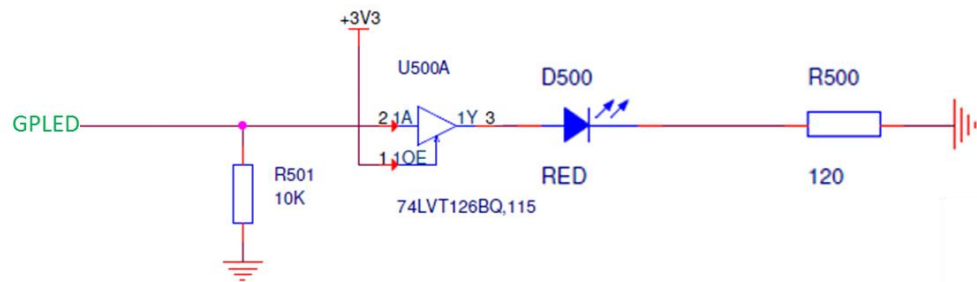 +3V3
U500A
D500
R500
GPLED
2 1A
1Y 3
1 1OE
R501
10K
RED
120
74LVT126BQ,115